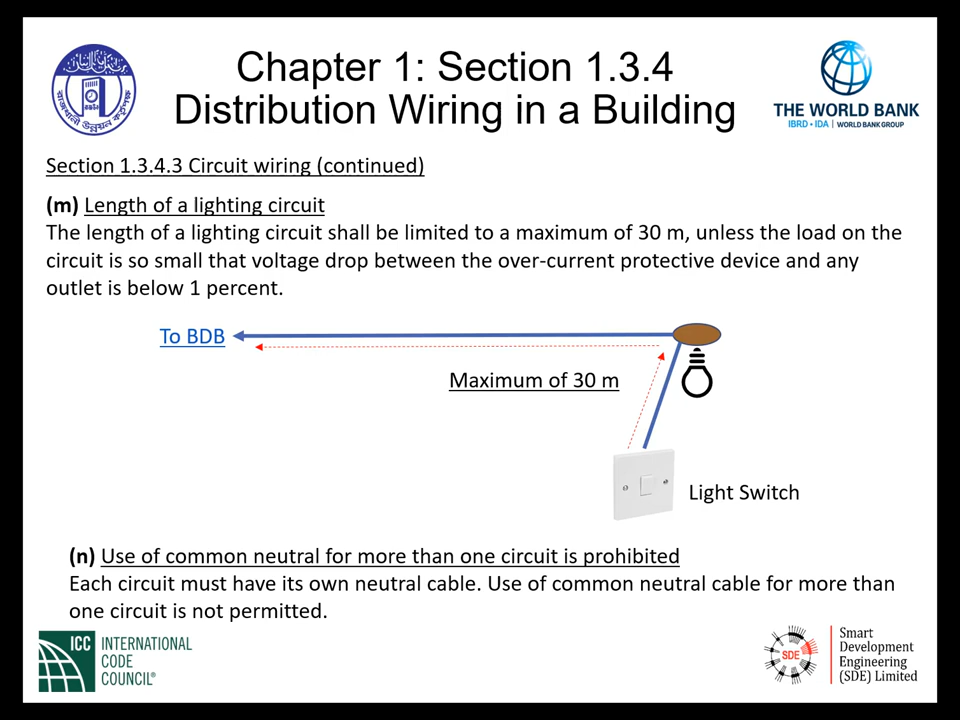 Chapter 1: Section 1.3.4
Distribution Wiring in a Building
THE WORLD BANK
IBRD • IDA | WORLD BANK GROUP
Section 1.3.4.3 Circuit wiring (continued)
(m) Length of a lighting circuit
The length of a lighting circuit shall be limited to a maximum of 30 m, unless the load on the
circuit is so small that voltage drop between the over-current protective device and any
outlet is below 1 percent.
To BDB
Maximum of 30 m
Light Switch
(n) Use of common neutral for more than one circuit is prohibited
Each circuit must have its own neutral cable. Use of common neutral cable for more than
one circuit is not permitted.
ICC INTERNATIONAL
CODE
COUNCIL®
SDE
Smart
Development
Engineering
(SDE) Limited